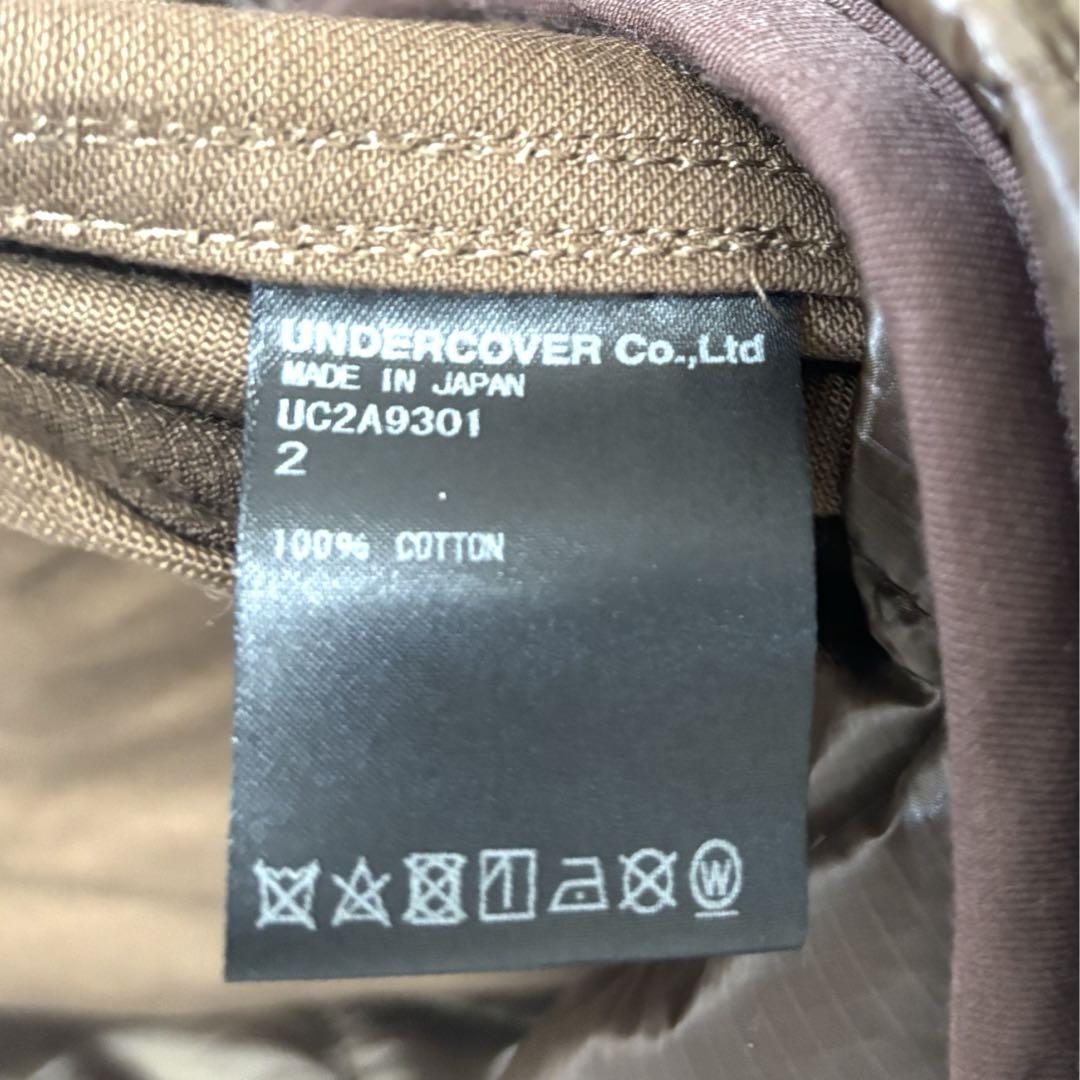 UNDERCOVER Co.,Ltd
MADE IN JAPAN
UC2A9301
2
100% COTTON
W